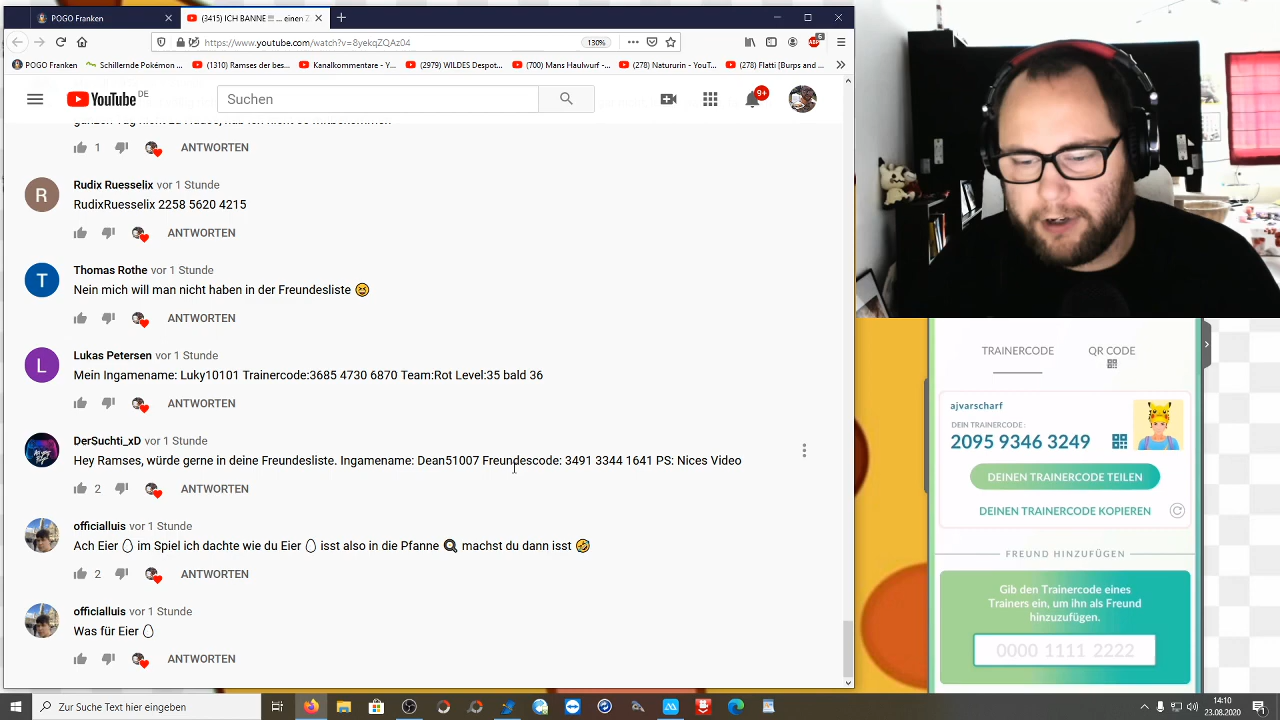 POGO Franken
(3415) ICH BANNE
... einen Z
https://www.youtube.com/watch?v=8yekqZQAz04
130%
POGO Franken
Schillernde Pokémon ...
(1310) Ramses der bes...
Kanalkommentare - Y...
(2979) WILDES Despot...
(700) Mans Haulwurf -...
(278) Natururin - YouT...
(278) Flatti [Burps and ...
YouTube DE
Suchen
9+
1
ANTWORTEN
R
Rudix Ruesselix vor 1 Stunde
RudixRuesselix 2258 5620 4215
ANTWORTEN
T
Thomas Rothe vor 1 Stunde
Nein mich will man nicht haben in der Freundesliste 😆
ANTWORTEN
L
Lukas Petersen vor 1 Stunde
Mein Ingamename: Luky10101 Trainercode:3685 4730 6870 Team:Rot Level:35 bald 36
ANTWORTEN
DerSuchti_xD vor 1 Stunde
Hey Ramses, würde gerne in deine Freundesliste. Ingamename: Dean51007 Freundescode: 3491 3344 1641 PS: Nices Video
2
ANTWORTEN
officialluis vor 1 Stunde
Ach Eier 🥚 im Spiel ich dachte wie du Eier 🥚 isst also in die Pfanne 🍳 machst du dann isst 🤣
2
ANTWORTEN
officialluis vor 1 Stunde
Was für Eier 🥚
ANTWORTEN
TRAINERCODE
QR CODE
ajvarscharf
DEIN TRAINERCODE :
2095 9346 3249
DEINEN TRAINERCODE TEILEN
DEINEN TRAINERCODE KOPIEREN
FREUND HINZUFÜGEN
Gib den Trainercode eines
Trainers ein, um ihn als Freund
hinzuzufügen.
0000 1111 2222
Zur Suche Text hier eingeben
14:10
23.08.2020